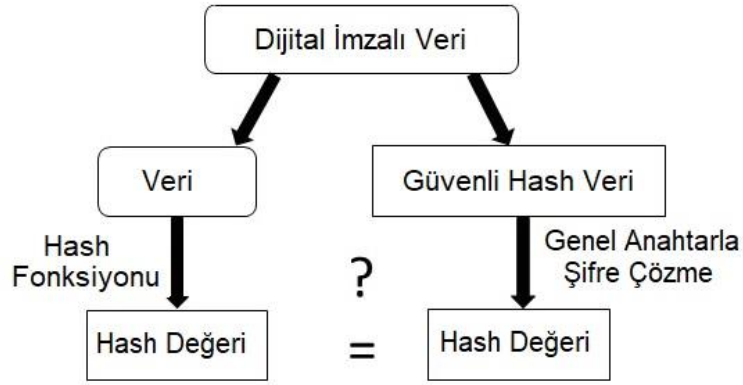 Dijital İmzalı Veri
Veri
Güvenli Hash Veri
Hash
Fonksiyonu
Genel Anahtarla
Şifre Çözme
?
Hash Değeri
=
Hash Değeri